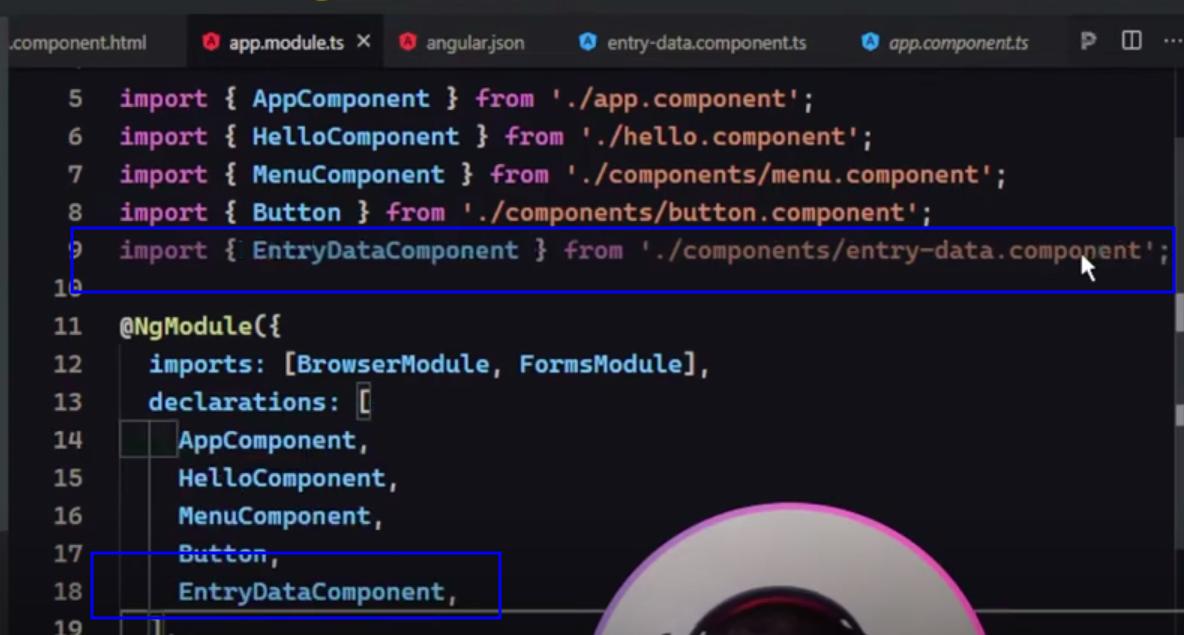 .component.html app.module.ts angular.json entry-data.component.ts app.component.ts
5 import { AppComponent } from './app.component';
6 import { HelloComponent } from './hello.component';
7 import { MenuComponent } from './components/menu.component';
8 import { Button } from './components/button.component';
9 import { EntryDataComponent } from './components/entry-data.component';
10
11 @NgModule({
12 imports: [BrowserModule, FormsModule],
13 declarations: [
14 AppComponent,
15 HelloComponent,
16 MenuComponent,
17 Button,
18 EntryDataComponent,
19 ],